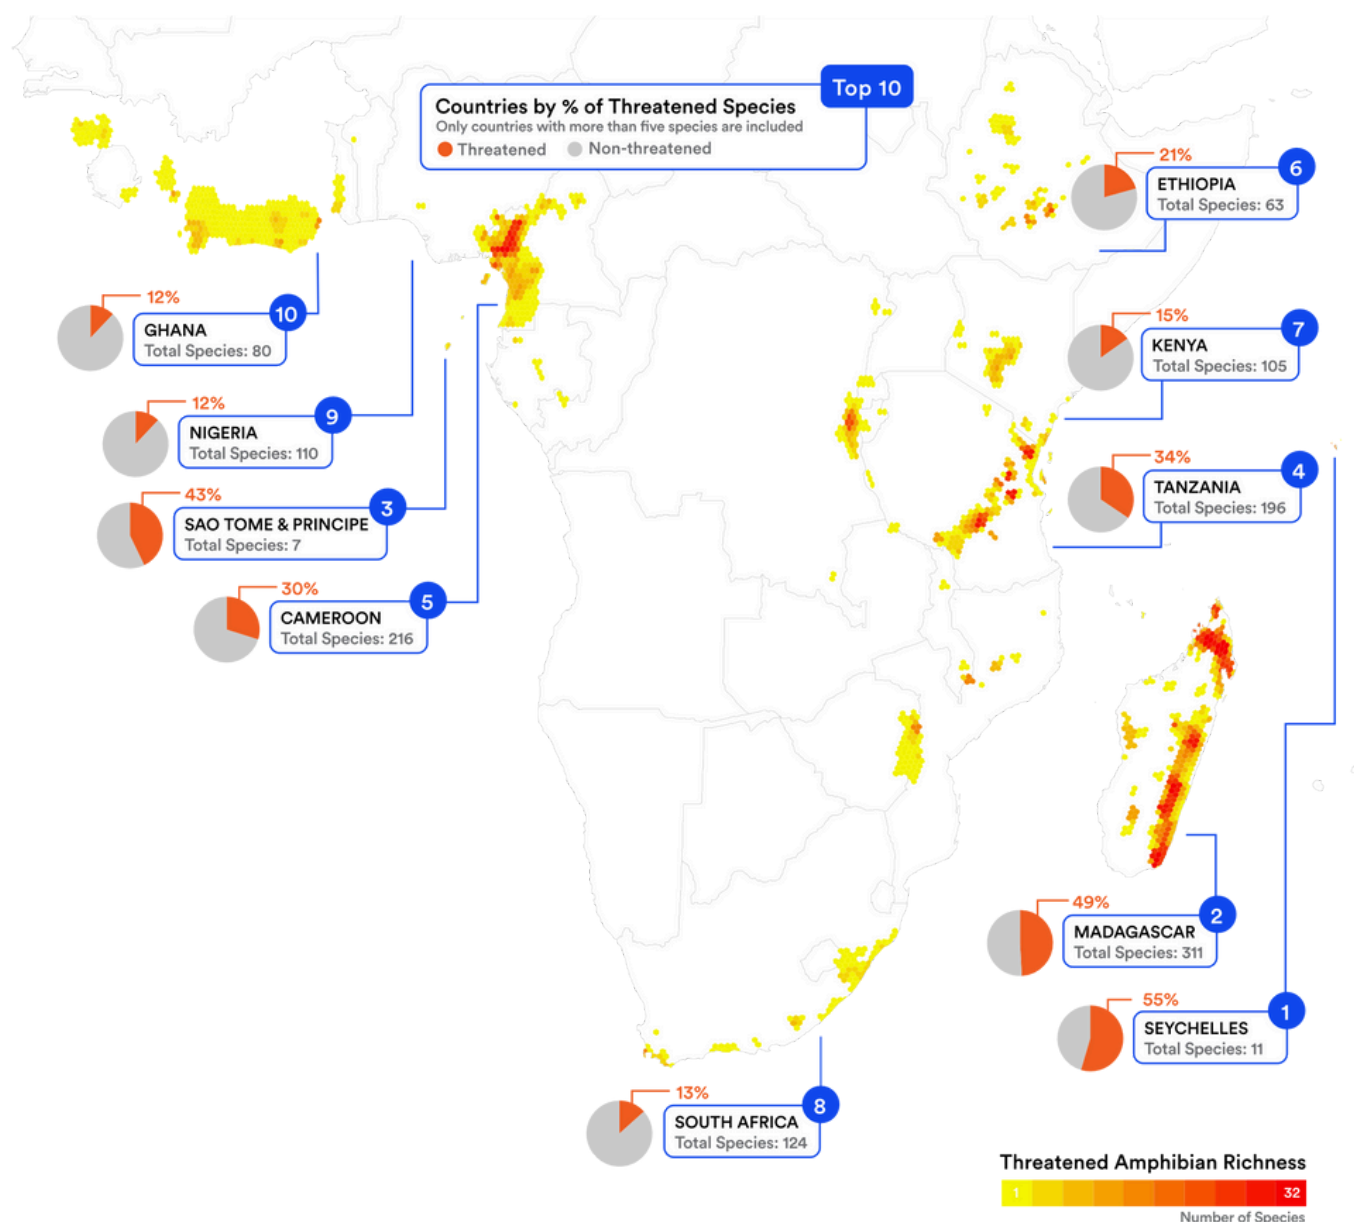 Top 10
Countries by % of Threatened Species
Only countries with more than five species are included
Threatened
Non-threatened
21%
6
ETHIOPIA
Total Species: 63
12%
10
GHANA
Total Species: 80
15%
7
KENYA
Total Species: 105
12%
9
NIGERIA
Total Species: 110
34%
4
TANZANIA
Total Species: 196
43%
3
SAO TOME & PRINCIPE
Total Species: 7
30%
5
CAMEROON
Total Species: 216
49%
2
MADAGASCAR
Total Species: 311
55%
1
SEYCHELLES
Total Species: 11
13%
8
SOUTH AFRICA
Total Species: 124
Threatened Amphibian Richness
1
32
Number of Species